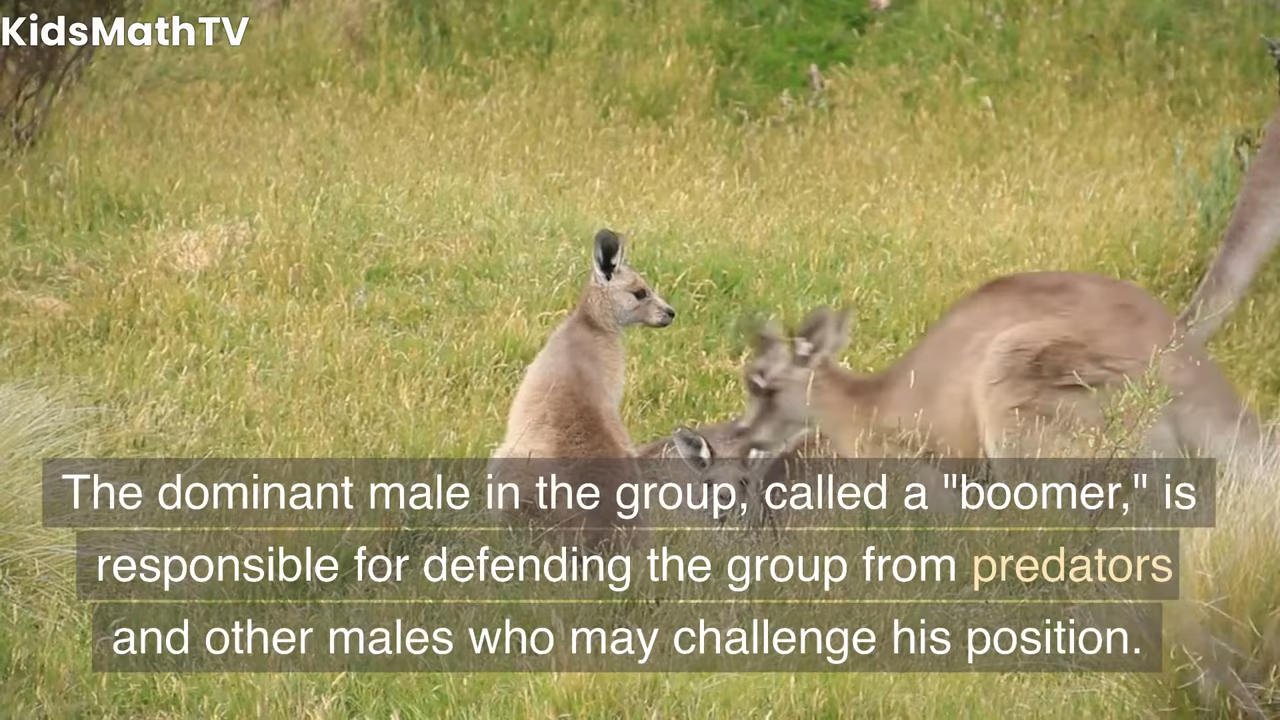 KidsMathTV
The dominant male in the group, called a "boomer," is
responsible for defending the group from predators
and other males who may challenge his position.